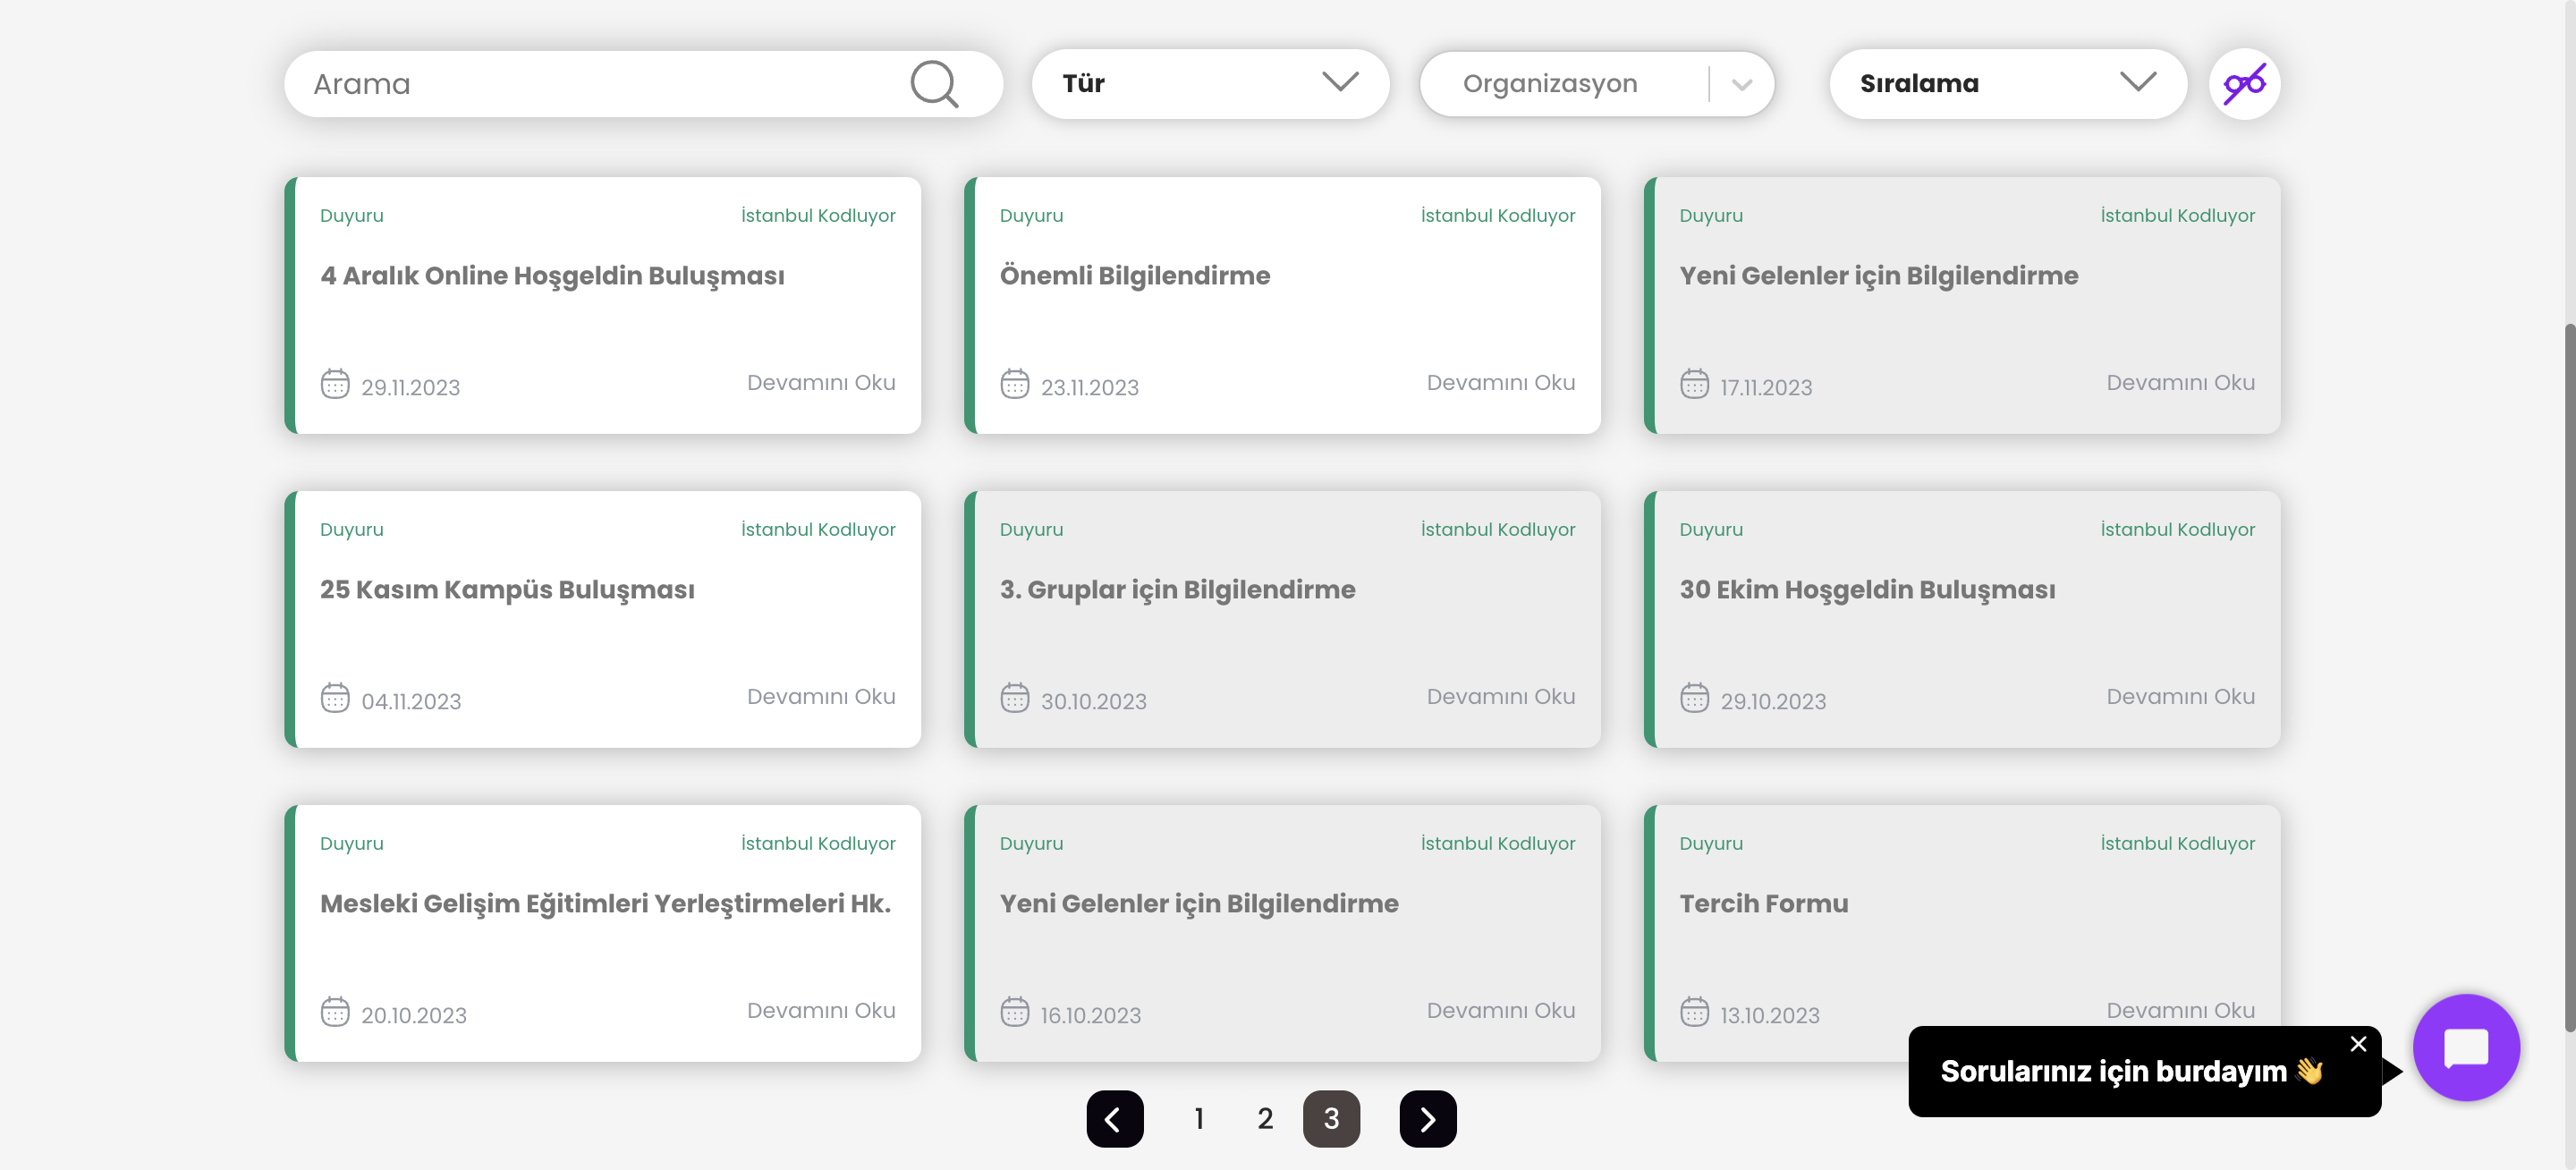 Arama
Tür
Organizasyon
Sıralama
Duyuru
İstanbul Kodluyor
4 Aralık Online Hoşgeldin Buluşması
29.11.2023
Devamını Oku
Duyuru
İstanbul Kodluyor
Önemli Bilgilendirme
23.11.2023
Devamını Oku
Duyuru
İstanbul Kodluyor
Yeni Gelenler için Bilgilendirme
17.11.2023
Devamını Oku
Duyuru
İstanbul Kodluyor
25 Kasım Kampüs Buluşması
04.11.2023
Devamını Oku
Duyuru
İstanbul Kodluyor
3. Gruplar için Bilgilendirme
30.10.2023
Devamını Oku
Duyuru
İstanbul Kodluyor
30 Ekim Hoşgeldin Buluşması
29.10.2023
Devamını Oku
Duyuru
İstanbul Kodluyor
Mesleki Gelişim Eğitimleri Yerleştirmeleri Hk.
20.10.2023
Devamını Oku
Duyuru
İstanbul Kodluyor
Yeni Gelenler için Bilgilendirme
16.10.2023
Devamını Oku
Duyuru
İstanbul Kodluyor
Tercih Formu
13.10.2023
Devamını Oku
Sorularınız için burdayım 👋
1 2 3